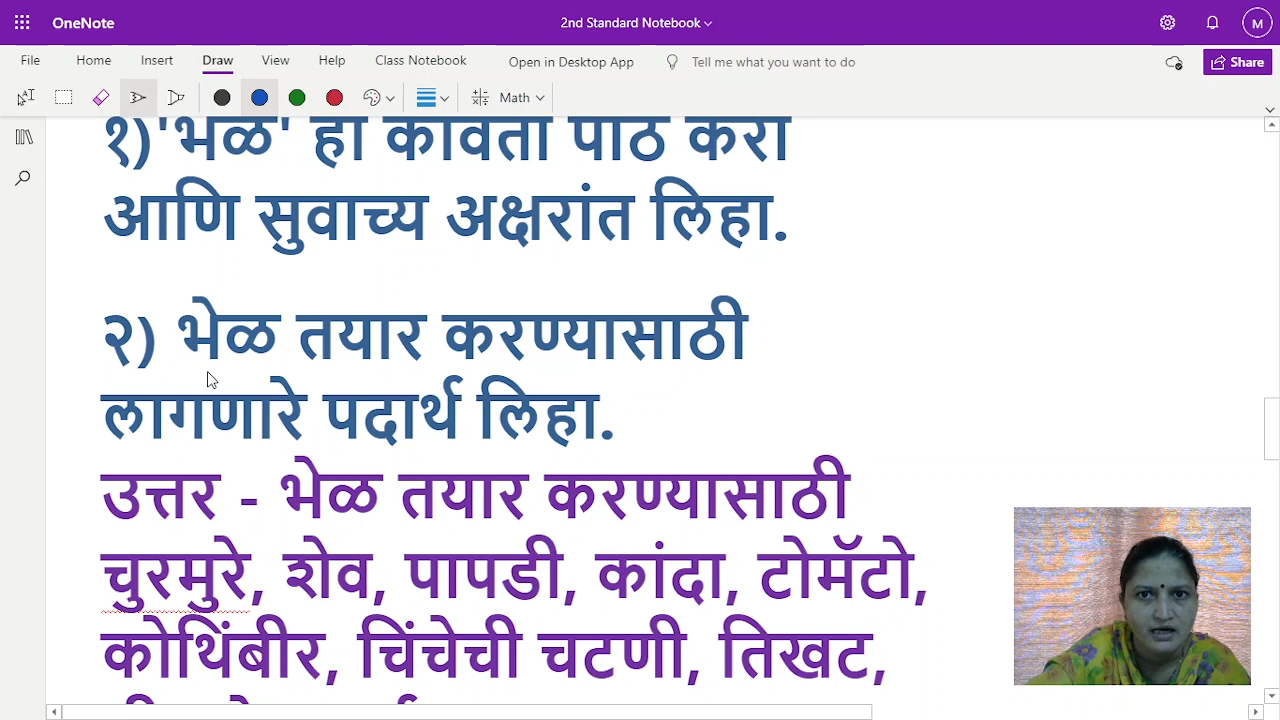 OneNote
2nd Standard Notebook
M
File Home Insert Draw View Help Class Notebook Open in Desktop App Tell me what you want to do Share
Math
१)'भेळ' ही कविता पाठ करा
आणि सुवाच्य अक्षरांत लिहा.
२) भेळ तयार करण्यासाठी
लागणारे पदार्थ लिहा.
उत्तर - भेळ तयार करण्यासाठी
चुरमुरे, शेव, पापडी, कांदा, टोमॅटो,
कोथिंबीर, चिंचेची चटणी, तिखट,